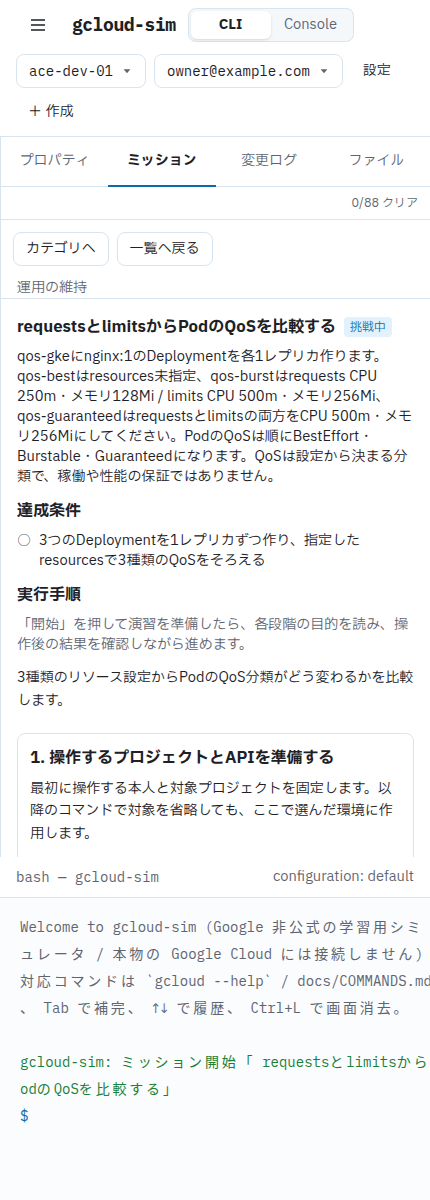 gcloud-sim CLI Console
ace-dev-01 owner@example.com 設定
＋ 作成
プロパティ ミッション 変更ログ ファイル
0/88 クリア
カテゴリへ 一覧へ戻る
運用の維持
requestsとlimitsからPodのQoSを比較する 挑戦中
qos-gkeにnginx:1のDeploymentを各1レプリカ作ります。
qos-bestはresources未指定、qos-burstはrequests CPU
250m・メモリ128Mi / limits CPU 500m・メモリ256Mi、
qos-guaranteedはrequestsとlimitsの両方をCPU 500m・メモ
リ256Miにしてください。PodのQoSは順にBestEffort・
Burstable・Guaranteedになります。QoSは設定から決まる分
類で、稼働や性能の保証ではありません。
達成条件
○ 3つのDeploymentを1レプリカずつ作り、指定した
resourcesで3種類のQoSをそろえる
実行手順
「開始」を押して演習を準備したら、各段階の目的を読み、操
作後の結果を確認しながら進めます。
3種類のリソース設定からPodのQoS分類がどう変わるかを比較
します。
1. 操作するプロジェクトとAPIを準備する
最初に操作する本人と対象プロジェクトを固定します。以
降のコマンドで対象を省略しても、ここで選んだ環境に作
用します。
bash — gcloud-sim configuration: default
Welcome to gcloud-sim (Google 非公式の学習用シミ
ュレータ / 本物の Google Cloud には接続しません)
対応コマンドは `gcloud --help` / docs/COMMANDS.md
、 Tab で補完、 ↑↓ で履歴、 Ctrl+L で画面消去。
gcloud-sim: ミッション開始「 requestsとlimitsから
odのQoSを比較する」
$